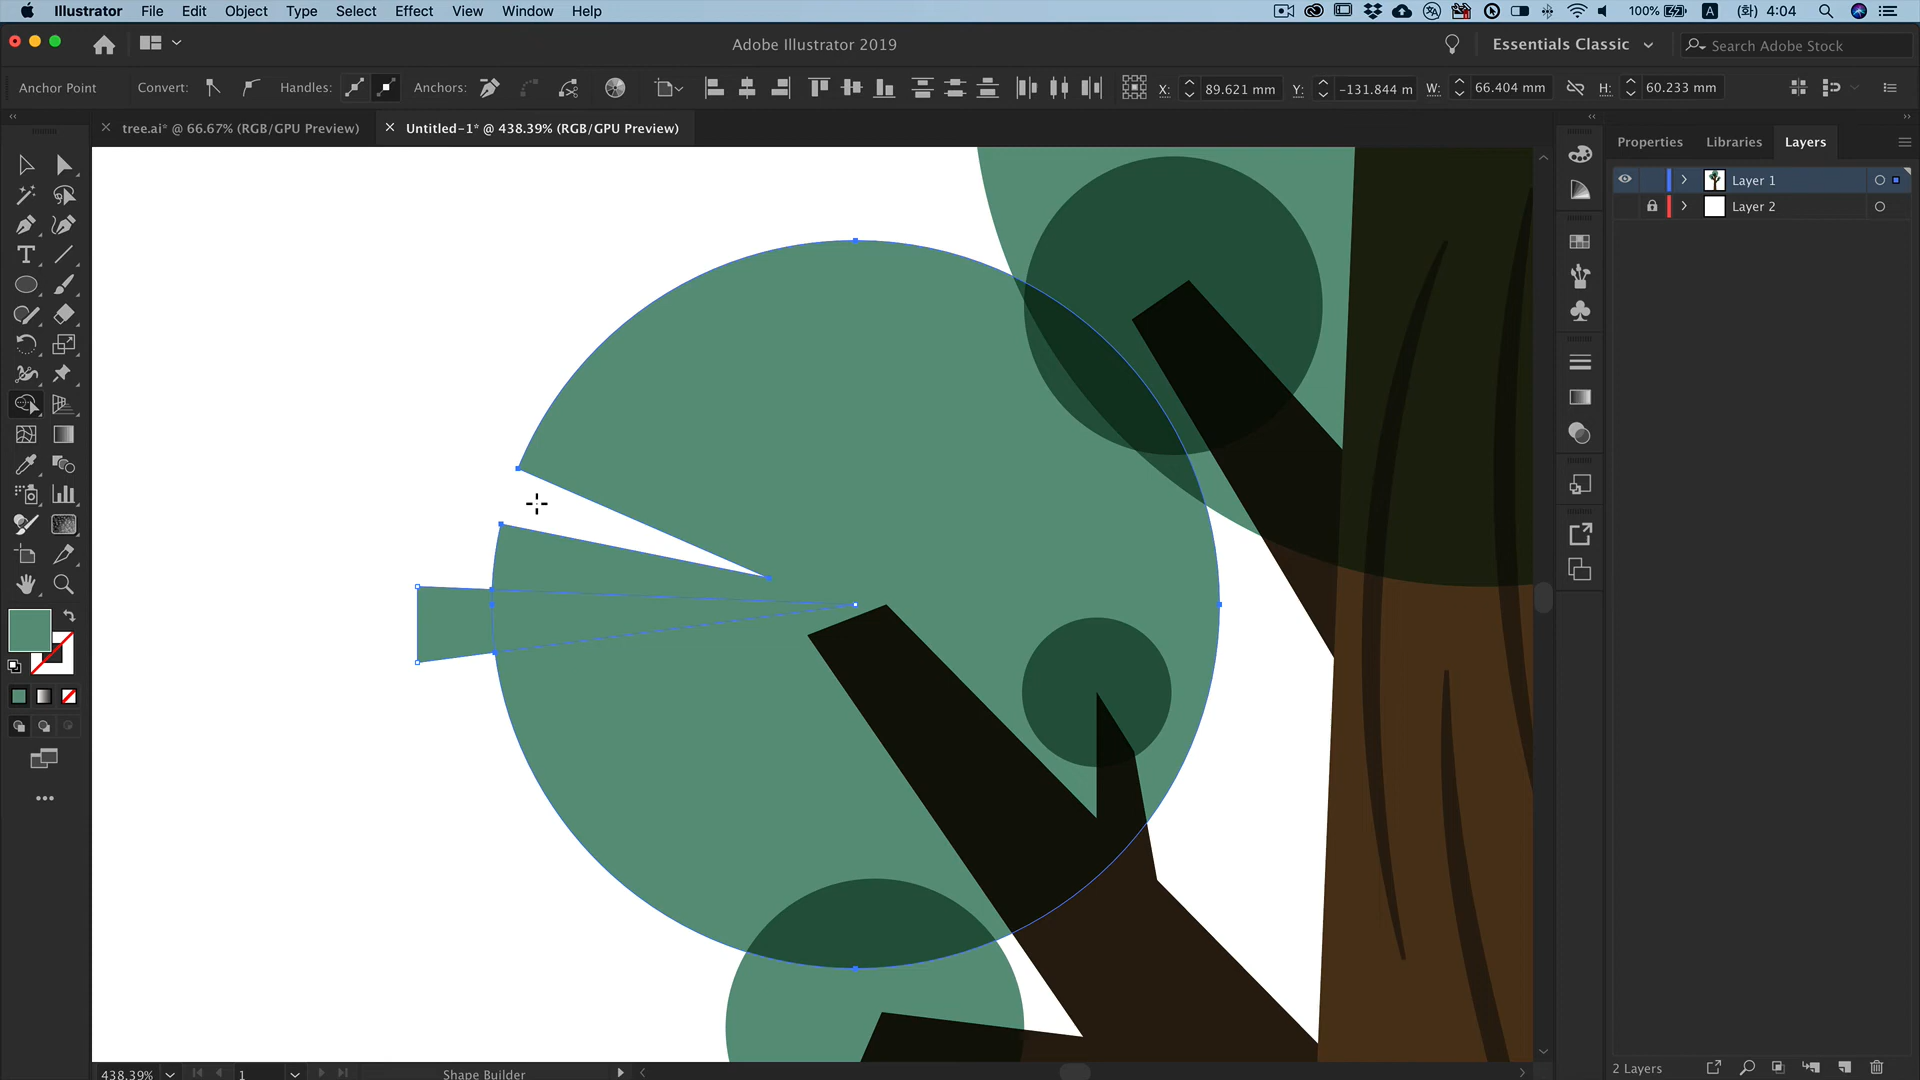 Illustrator File Edit Object Type Select Effect View Window Help 100% A (화) 4:04
Adobe Illustrator 2019 Essentials Classic Search Adobe Stock
Anchor Point Convert: Handles: Anchors: X: 89.621 mm Y: -131.844 m W: 66.404 mm H: 60.233 mm
tree.ai* @ 66.67% (RGB/GPU Preview) Untitled-1* @ 438.39% (RGB/GPU Preview)
Properties Libraries Layers
Layer 1
Layer 2
438.39% 1 Shape Builder 2 Layers